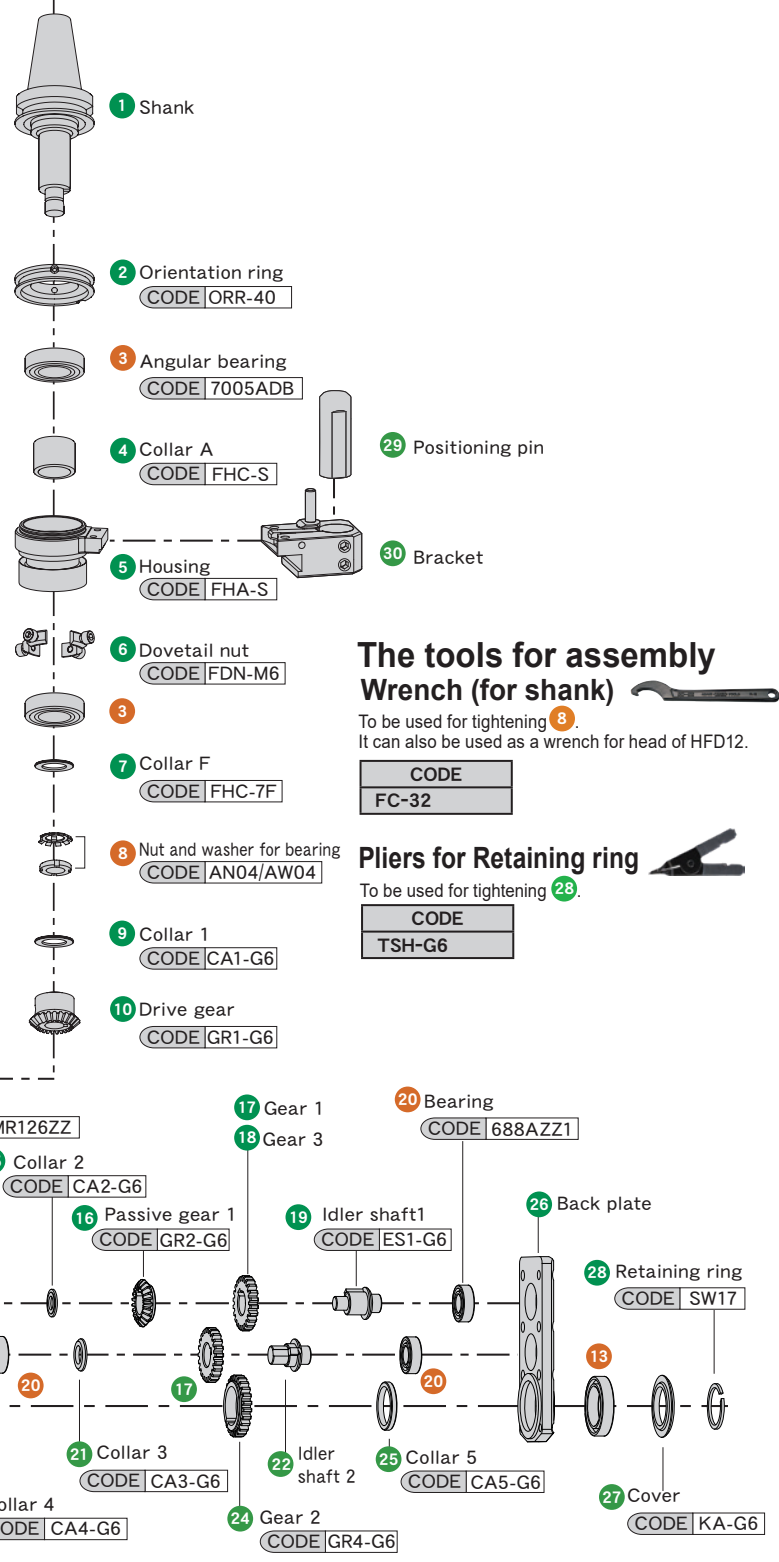 1 Shank
2 Orientation ring
CODE ORR-40
3 Angular bearing
CODE 7005ADB
4 Collar A
CODE FHC-S
29 Positioning pin
5 Housing
CODE FHA-S
30 Bracket
6 Dovetail nut
CODE FDN-M6
3
7 Collar F
CODE FHC-7F
8 Nut and washer for bearing
CODE AN04/AW04
9 Collar 1
CODE CA1-G6
10 Drive gear
CODE GR1-G6
The tools for assembly
Wrench (for shank)
To be used for tightening 8.
It can also be used as a wrench for head of HFD12.
CODE
FC-32
Pliers for Retaining ring
To be used for tightening 28.
CODE
TSH-G6
MR126ZZ
Collar 2
CODE CA2-G6
16 Passive gear 1
CODE GR2-G6
17 Gear 1
18 Gear 3
19 Idler shaft1
CODE ES1-G6
20 Bearing
CODE 688AZZ1
26 Back plate
28 Retaining ring
CODE SW17
20
17
20
13
21 Collar 3
CODE CA3-G6
22 Idler
shaft 2
25 Collar 5
CODE CA5-G6
ollar 4
ODE CA4-G6
24 Gear 2
CODE GR4-G6
27 Cover
CODE KA-G6